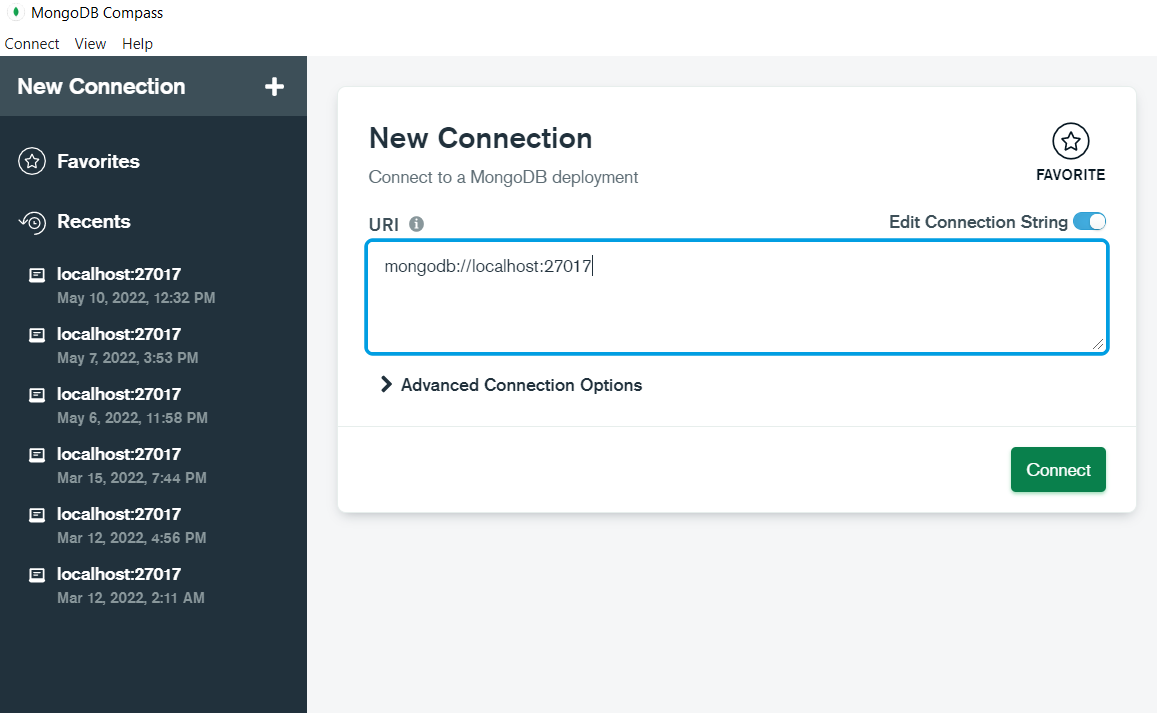 MongoDB Compass
Connect View Help
New Connection
Favorites
Recents
localhost:27017
May 10, 2022, 12:32 PM
localhost:27017
May 7, 2022, 3:53 PM
localhost:27017
May 6, 2022, 11:58 PM
localhost:27017
Mar 15, 2022, 7:44 PM
localhost:27017
Mar 12, 2022, 4:56 PM
localhost:27017
Mar 12, 2022, 2:11 AM
New Connection
Connect to a MongoDB deployment
FAVORITE
URI
Edit Connection String
mongodb://localhost:27017
Advanced Connection Options
Connect